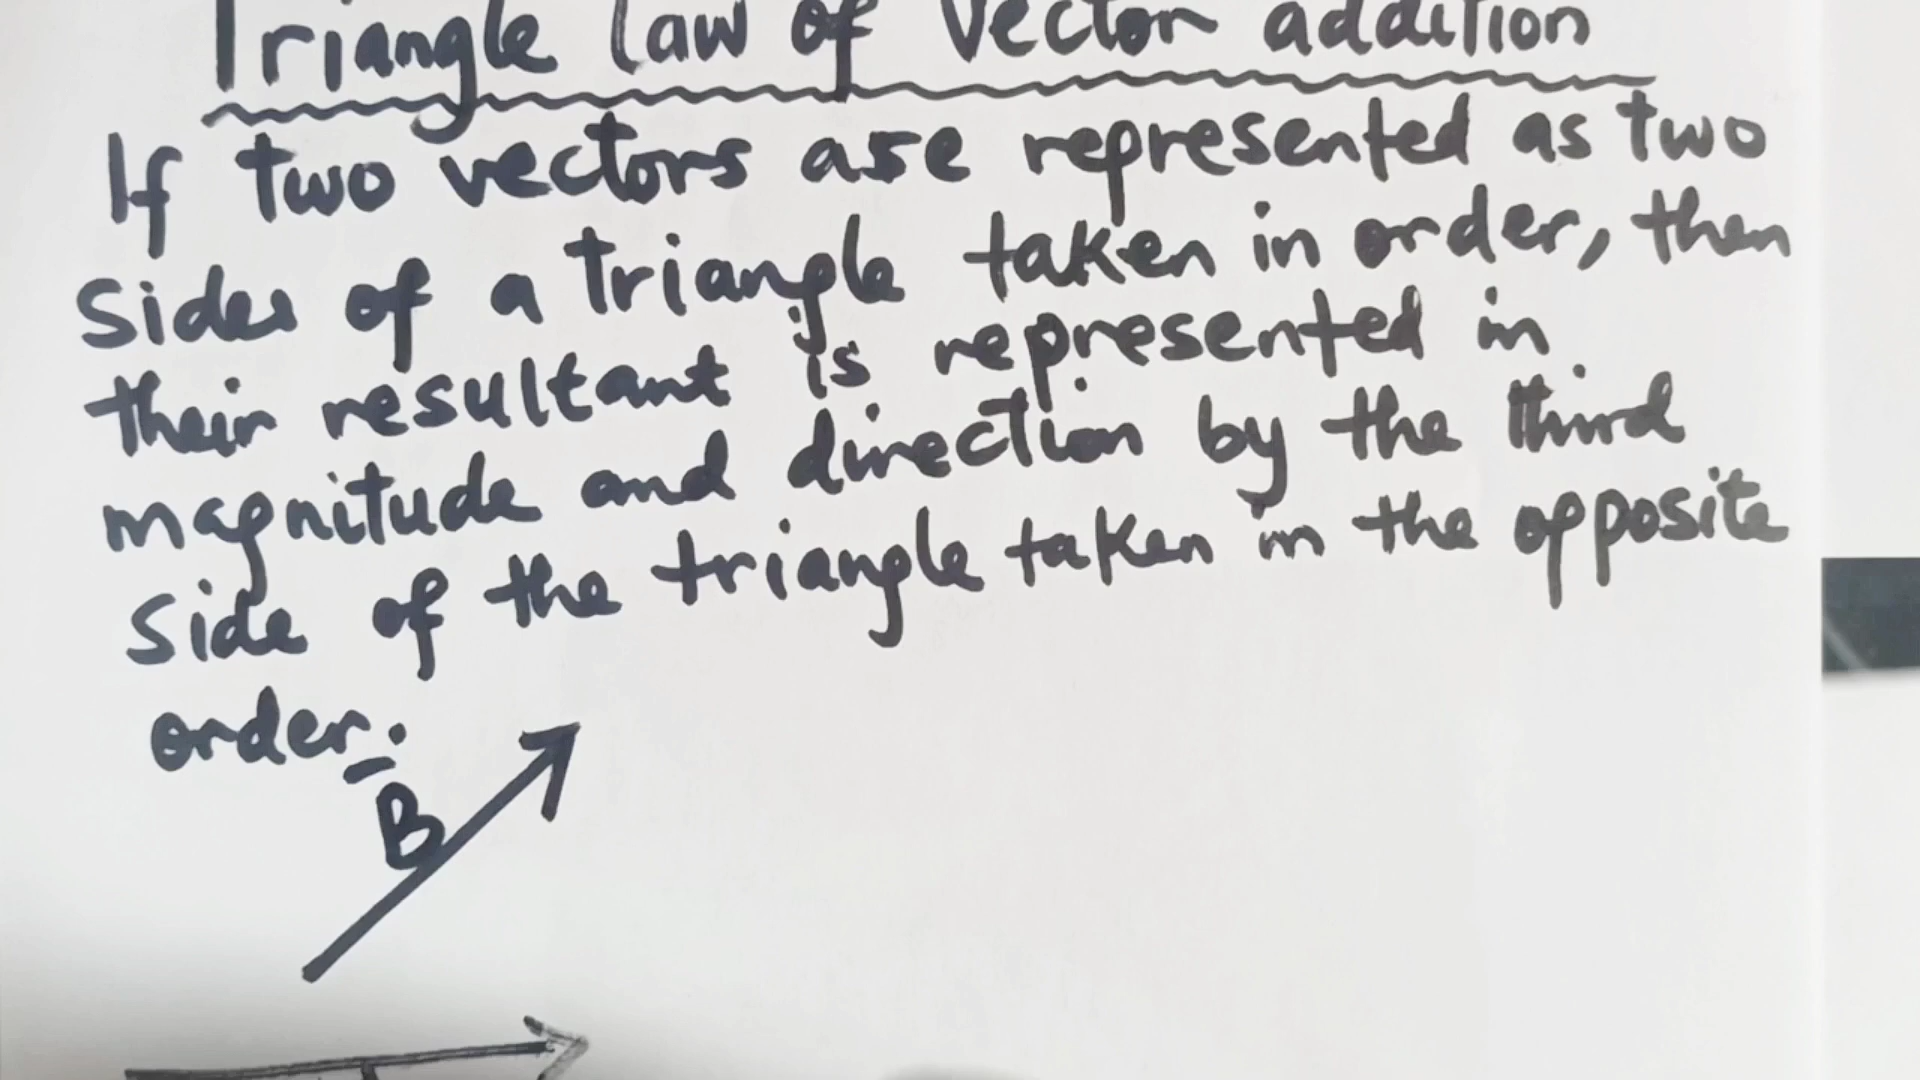 Triangle law of vector addition
If two vectors are represented as two
sides of a triangle taken in order, then
their resultant is represented in
magnitude and direction by the third
side of the triangle taken in the opposite
order.
B